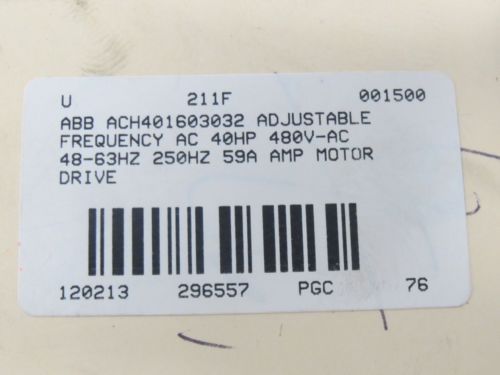 U 211F 001500
ABB ACH401603032 ADJUSTABLE
FREQUENCY AC 40HP 480V-AC
48-63HZ 250HZ 59A AMP MOTOR
DRIVE
120213 296557 PGC 76